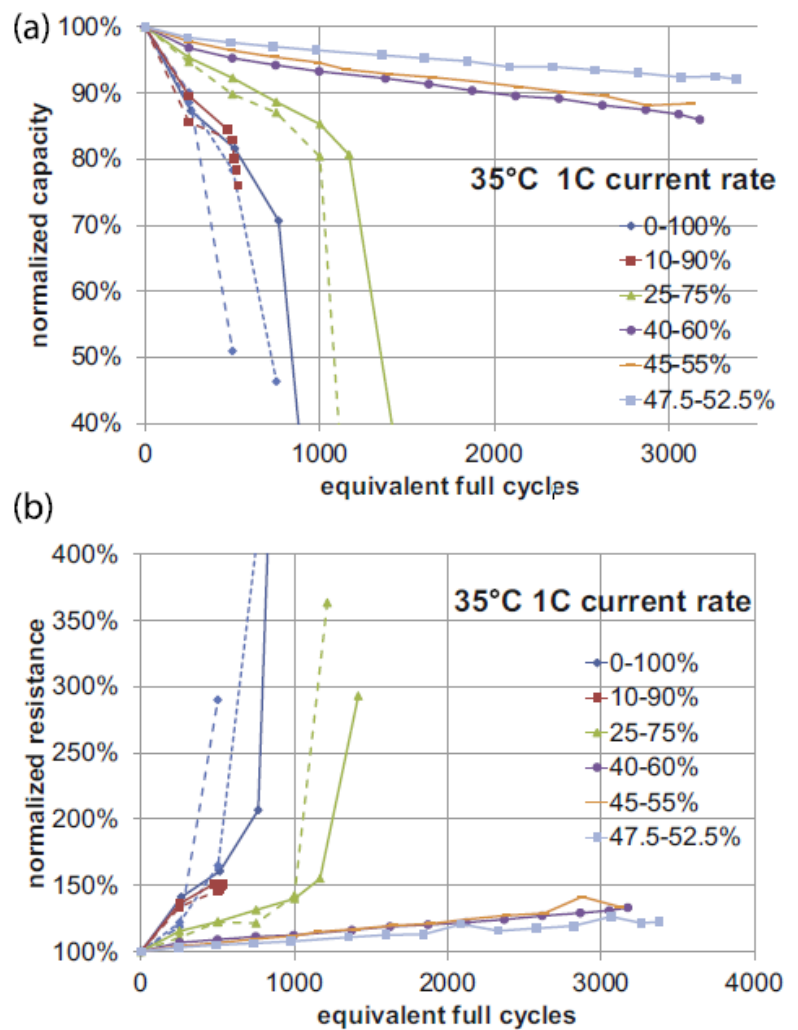 (a)
100%
90%
80%
70%
60%
50%
40%
normalized capacity
35°C 1C current rate
0-100%
10-90%
25-75%
40-60%
45-55%
47.5-52.5%
0 1000 2000 3000
equivalent full cycles
(b)
400%
350%
300%
250%
200%
150%
100%
normalized resistance
35°C 1C current rate
0-100%
10-90%
25-75%
40-60%
45-55%
47.5-52.5%
0 1000 2000 3000 4000
equivalent full cycles